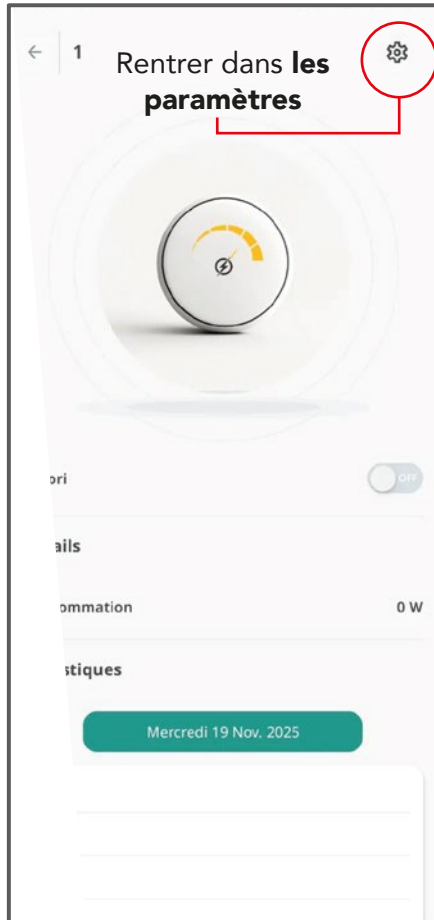 1
Rentrer dans les
paramètres
ori
OFF
ails
ommation 0 W
stiques
Mercredi 19 Nov. 2025